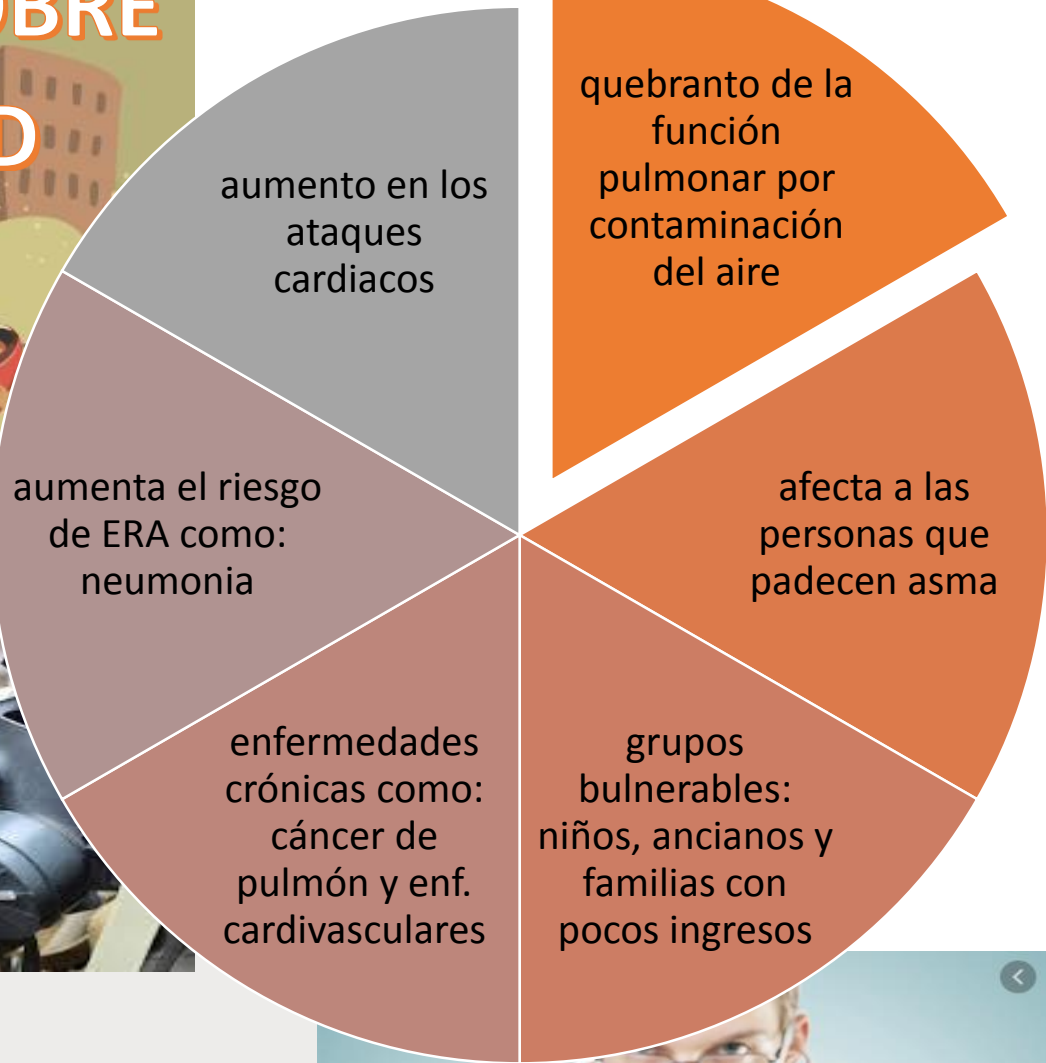 OBRE
D
quebranto de la
función
pulmonar por
contaminación
del aire
afecta a las
personas que
padecen asma
grupos
bulnerables:
niños, ancianos y
familias con
pocos ingresos
enfermedades
crónicas como:
cáncer de
pulmón y enf.
cardivasculares
aumenta el riesgo
de ERA como:
neumonia
aumento en los
ataques
cardiacos